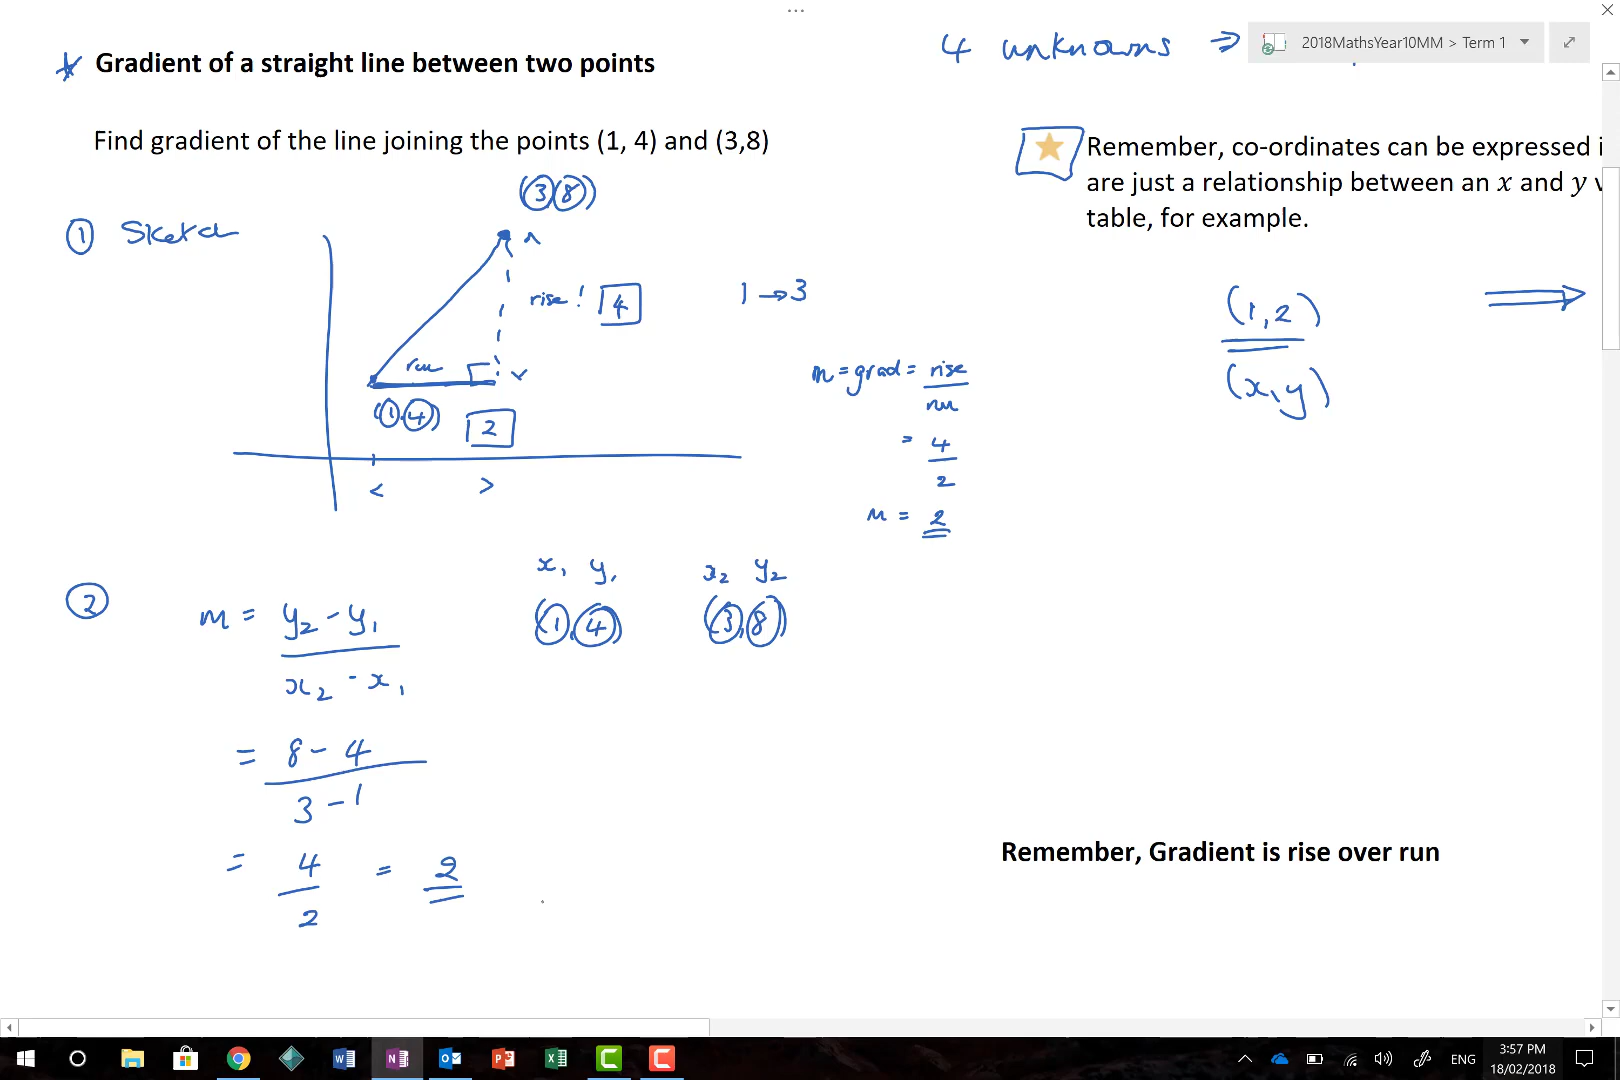 Gradient of a straight line between two points
4 unknowns ⇒
2018MathsYear10MM > Term 1
Find gradient of the line joining the points (1, 4) and (3,8)
Remember, co-ordinates can be expressed i
are just a relationship between an x and y v
table, for example.
(3,8)
① Sketch
rise! 4
1 → 3
run
(1,4) 2
< >
m = grad = rise
run
= 4
2
m = 2
(1,2)
(x,y)
②
x₁ y₁ x₂ y₂
(1,4) (3,8)
m = y₂ - y₁
x₂ - x₁
= 8 - 4
3 - 1
= 4 = 2
2
Remember, Gradient is rise over run
ENG
3:57 PM
18/02/2018